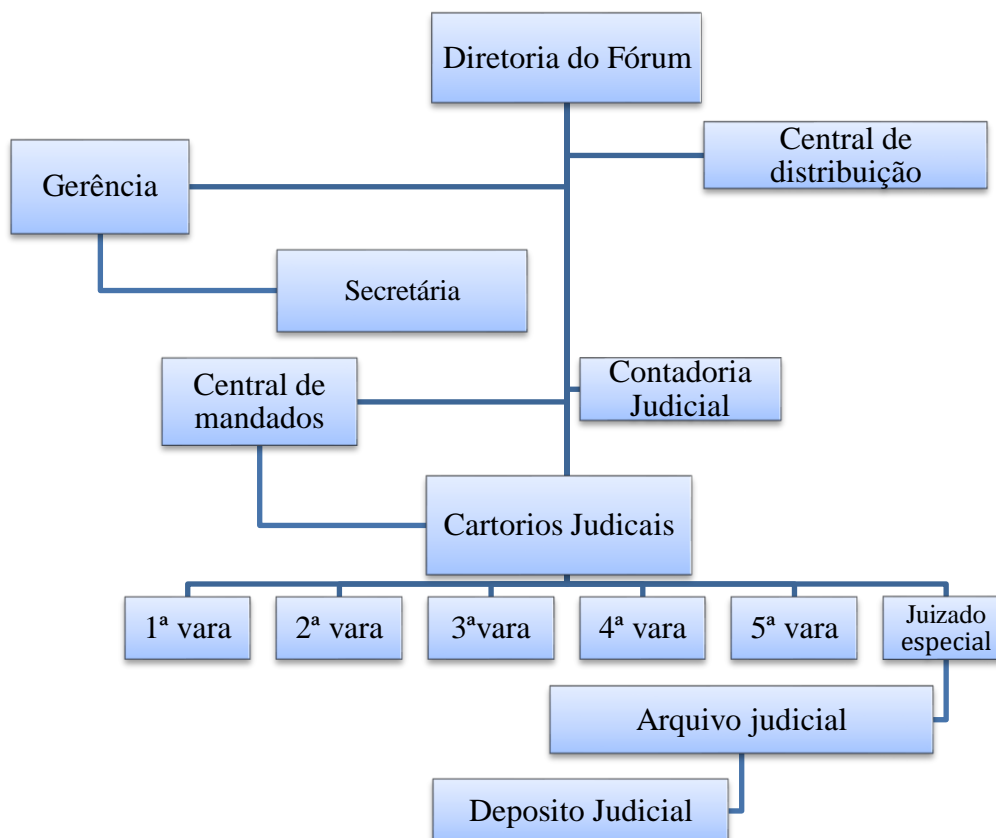 Diretoria do Fórum
Central de
distribuição
Gerência
Secretária
Central de
mandados
Contadoria
Judicial
Cartorios Judicais
1ª vara
2ª vara
3ªvara
4ª vara
5ª vara
Juizado
especial
Arquivo judicial
Deposito Judicial